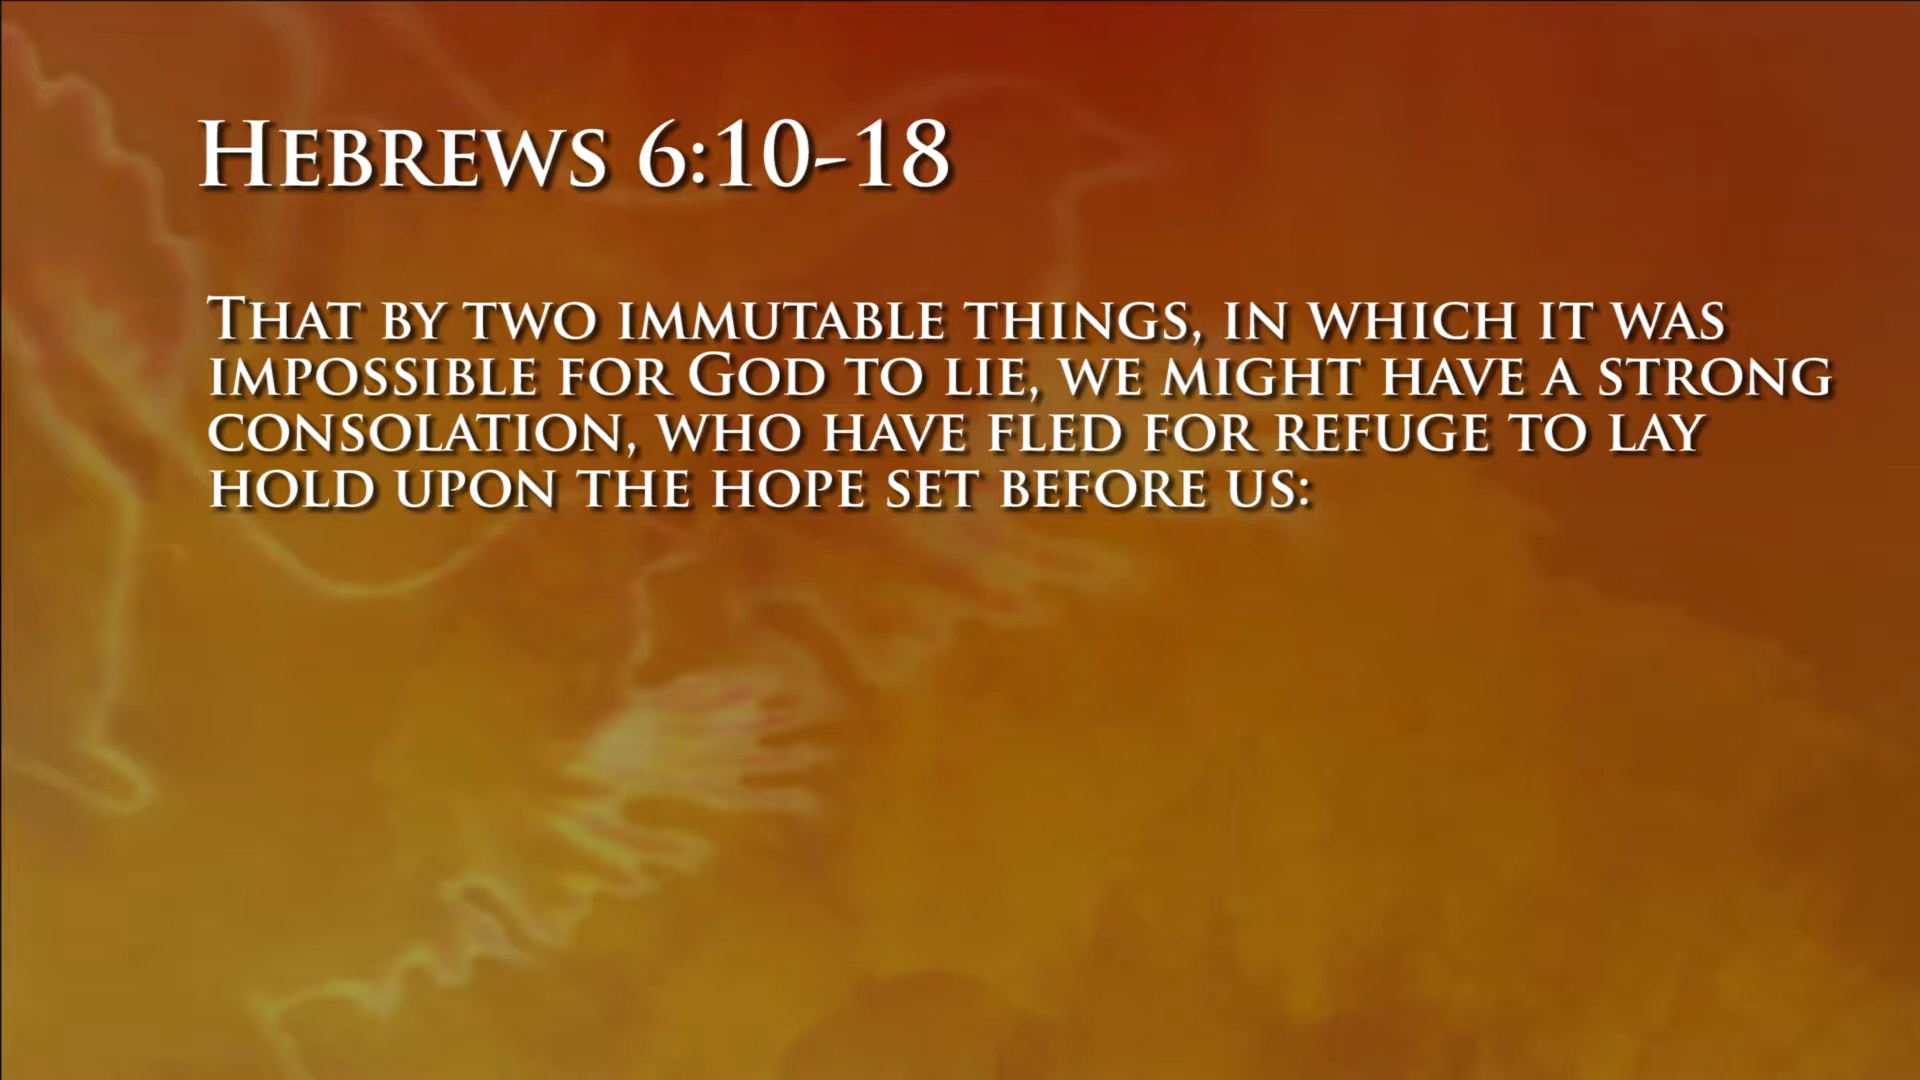 Hebrews 6:10-18
That by two immutable things, in which it was
impossible for God to lie, we might have a strong
consolation, who have fled for refuge to lay
hold upon the hope set before us: